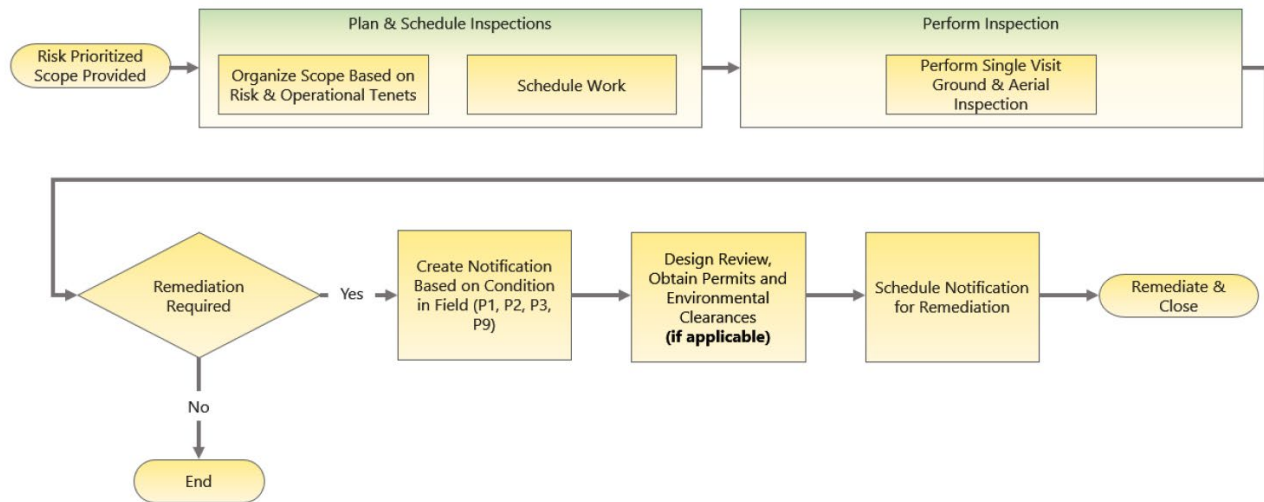 Plan & Schedule Inspections
Perform Inspection
Risk Prioritized
Scope Provided
Organize Scope Based on
Risk & Operational Tenets
Schedule Work
Perform Single Visit
Ground & Aerial
Inspection
Remediation
Required
Yes
Create Notification
Based on Condition
in Field (P1, P2, P3,
P9)
Design Review,
Obtain Permits and
Environmental
Clearances
(if applicable)
Schedule Notification
for Remediation
Remediate &
Close
No
End